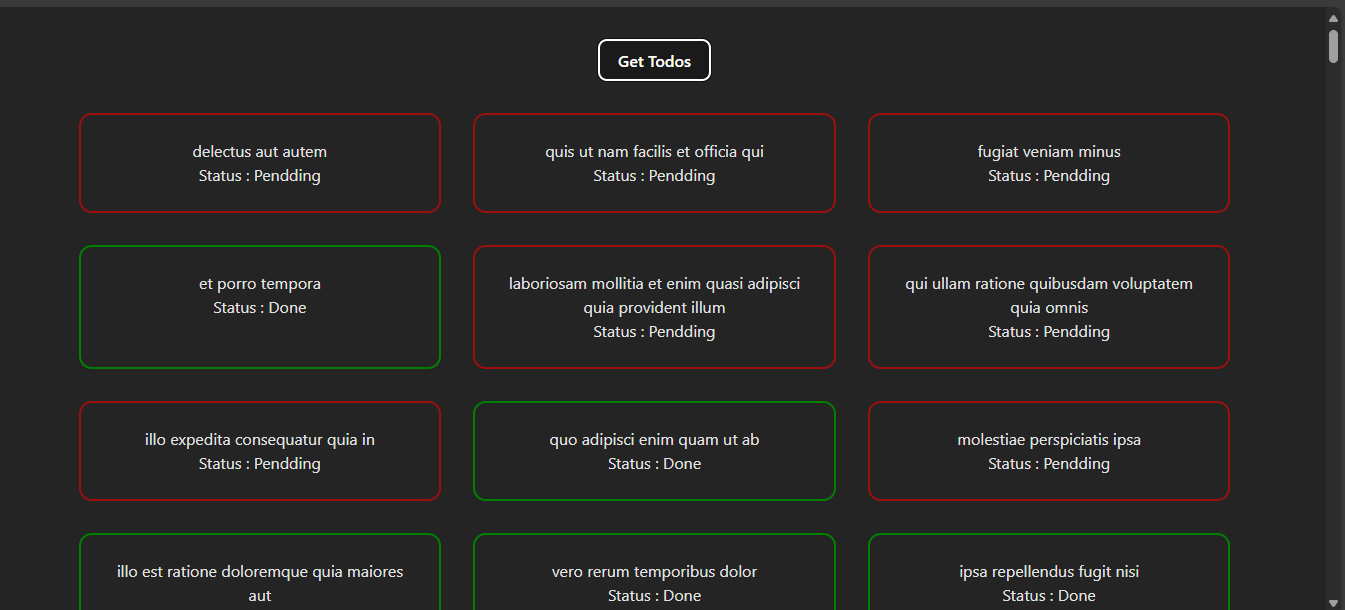 Get Todos
delectus aut autem
Status : Pendding
quis ut nam facilis et officia qui
Status : Pendding
fugiat veniam minus
Status : Pendding
et porro tempora
Status : Done
laboriosam mollitia et enim quasi adipisci
quia provident illum
Status : Pendding
qui ullam ratione quibusdam voluptatem
quia omnis
Status : Pendding
illo expedita consequatur quia in
Status : Pendding
quo adipisci enim quam ut ab
Status : Done
molestiae perspiciatis ipsa
Status : Pendding
illo est ratione doloremque quia maiores
aut
vero rerum temporibus dolor
Status : Done
ipsa repellendus fugit nisi
Status : Done